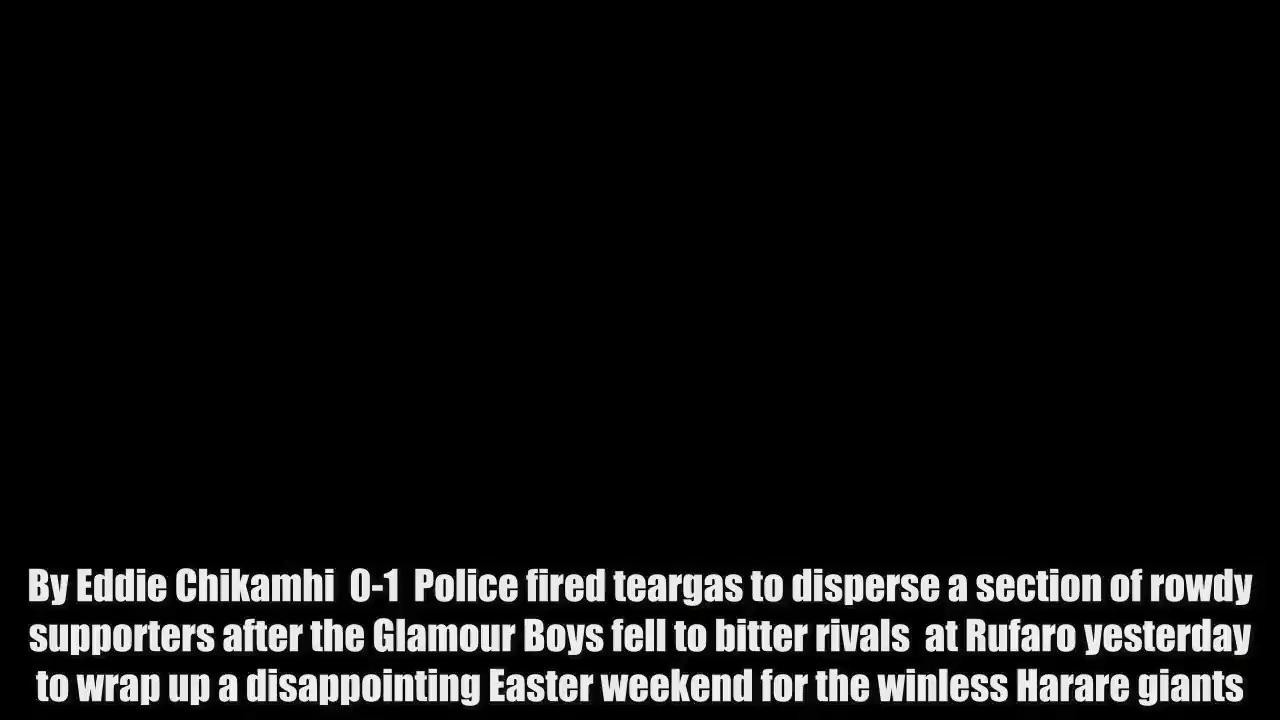 By Eddie Chikamhi  0-1  Police fired teargas to disperse a section of rowdy
supporters after the Glamour Boys fell to bitter rivals  at Rufaro yesterday
to wrap up a disappointing Easter weekend for the winless Harare giants